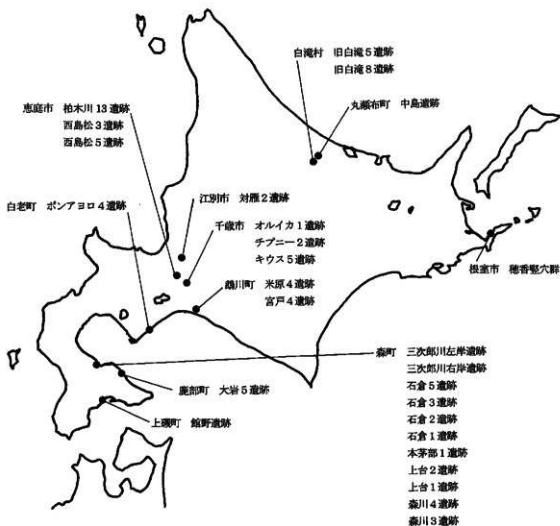 白滝村 旧白滝5遺跡
旧白滝8遺跡
丸瀬布町 中島遺跡
恵庭市 柏木川13遺跡
西島松3遺跡
西島松5遺跡
江別市 対雁2遺跡
白老町 ポンアヨロ4遺跡
千歳市 オルイカ1遺跡
チプニー2遺跡
キウス5遺跡
根室市 穂香竪穴群
鵡川町 米原4遺跡
宮戸4遺跡
森町 三次郎川左岸遺跡
三次郎川右岸遺跡
石倉5遺跡
石倉3遺跡
石倉2遺跡
石倉1遺跡
本茅部1遺跡
上台2遺跡
上台1遺跡
森川4遺跡
森川3遺跡
鹿部町 大岩5遺跡
上磯町 館野遺跡